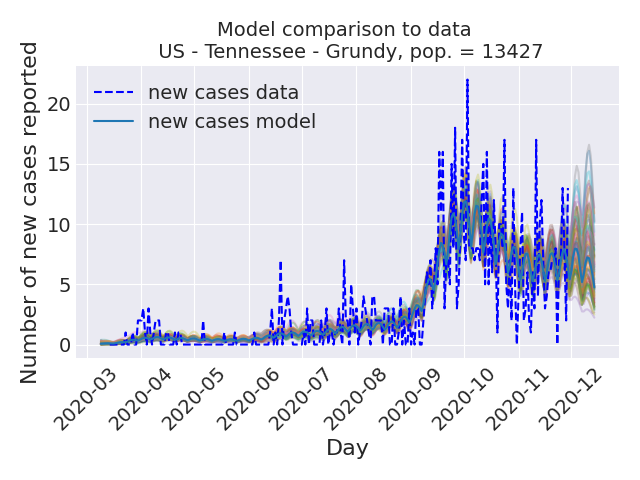 Model comparison to data
US - Tennessee - Grundy, pop. = 13427
Number of new cases reported
20
15
10
5
0
new cases data
new cases model
2020-03
2020-04
2020-05
2020-06
2020-07
2020-08
2020-09
2020-10
2020-11
2020-12
Day